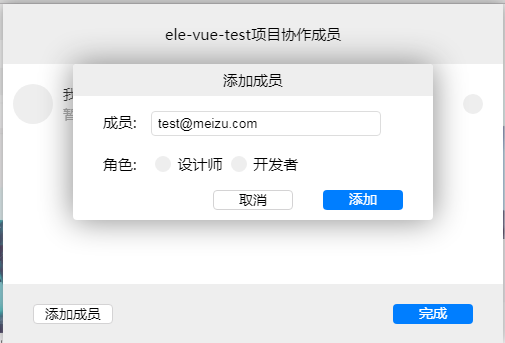 ele-vue-test项目协作成员
添加成员
我
成员:
test@meizu.com
角色:
设计师
开发者
取消
添加
添加成员
完成